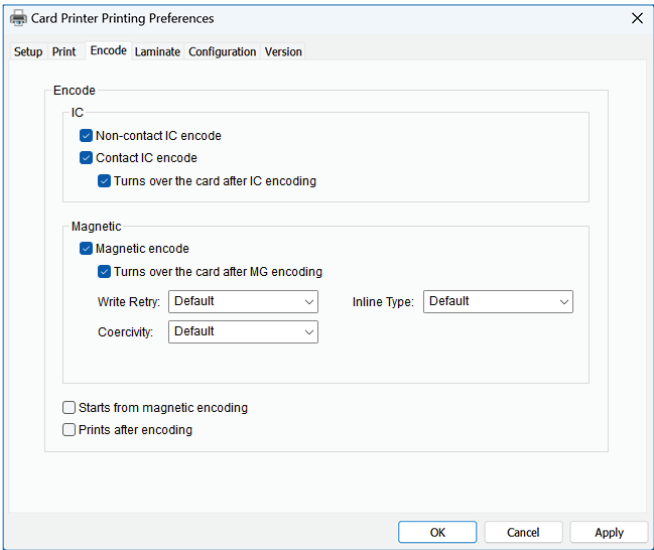 Card Printer Printing Preferences
Setup Print Encode Laminate Configuration Version
Encode
IC
Non-contact IC encode
Contact IC encode
Turns over the card after IC encoding
Magnetic
Magnetic encode
Turns over the card after MG encoding
Write Retry: Default Inline Type: Default
Coercivity: Default
Starts from magnetic encoding
Prints after encoding
OK Cancel Apply